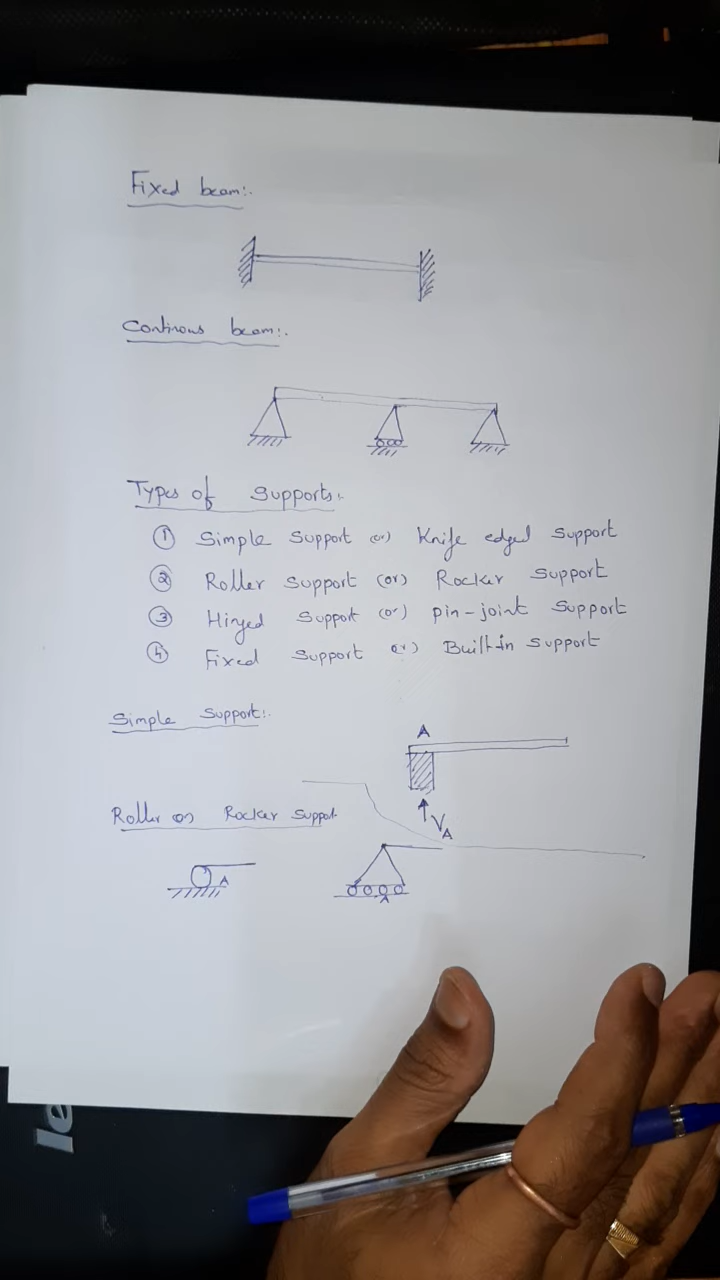 Fixed beam:-
Continous beam:-
Types of Supports:-
① Simple Support (or) Knife edged Support
② Roller Support (or) Rocker Support
③ Hinged Support (or) pin-joint Support
④ Fixed Support (or) Built-in Support
Simple Support:-
A
VA
Roller or Rocker Support
A
A
le